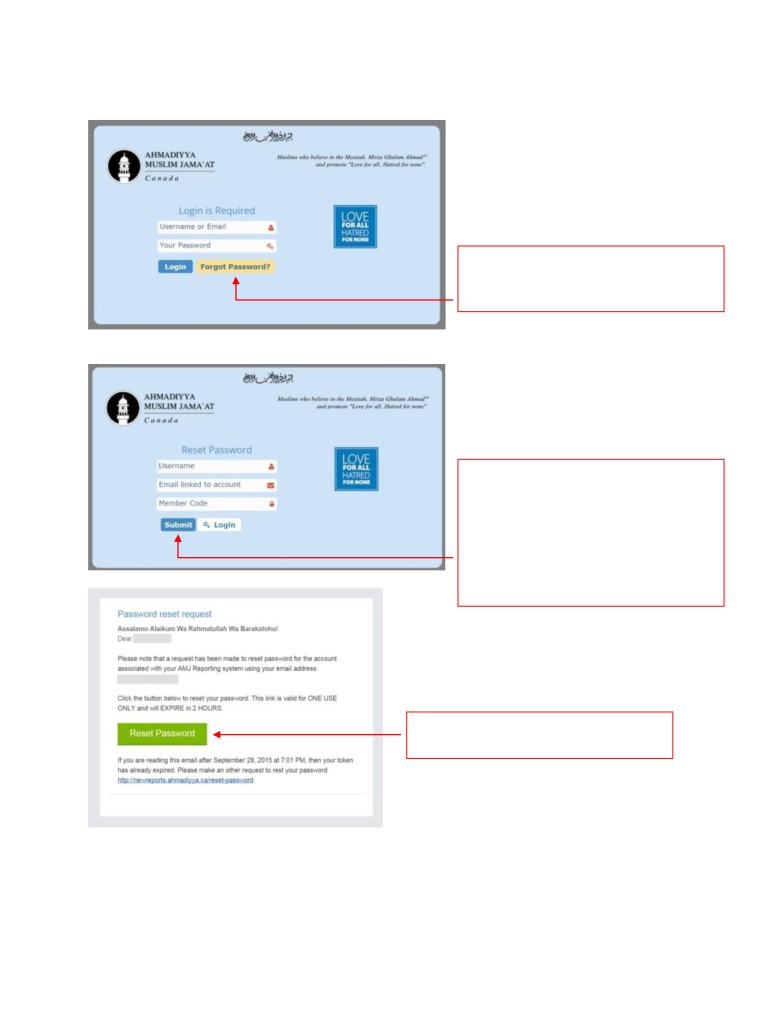 AHMADIYYA
MUSLIM JAMA'AT
Canada
Muslims who believe in the Messiah, Mirza Ghulam Ahmad
and promote "Love for all, Hatred for none"
Login is Required
Username or Email
Your Password
Login Forgot Password?
LOVE
FOR ALL
HATRED
FOR NONE
AHMADIYYA
MUSLIM JAMA'AT
Canada
Muslims who believe in the Messiah, Mirza Ghulam Ahmad
and promote "Love for all, Hatred for none"
Reset Password
Username
Email linked to account
Member Code
Submit Login
LOVE
FOR ALL
HATRED
FOR NONE
Password reset request
Assalamo Alaikum Wa Rahmatullah Wa Barakatohu!
Dear
Please note that a request has been made to reset password for the account
associated with your AMJ Reporting system using your email address
Click the button below to reset your password. This link is valid for ONE USE
ONLY and will EXPIRE in 2 HOURS.
Reset Password
If you are reading this email after September 28, 2015 at 7:01 PM, then your token
has already expired. Please make an other request to rest your password
http://newreports.ahmadiyya.ca/reset-password